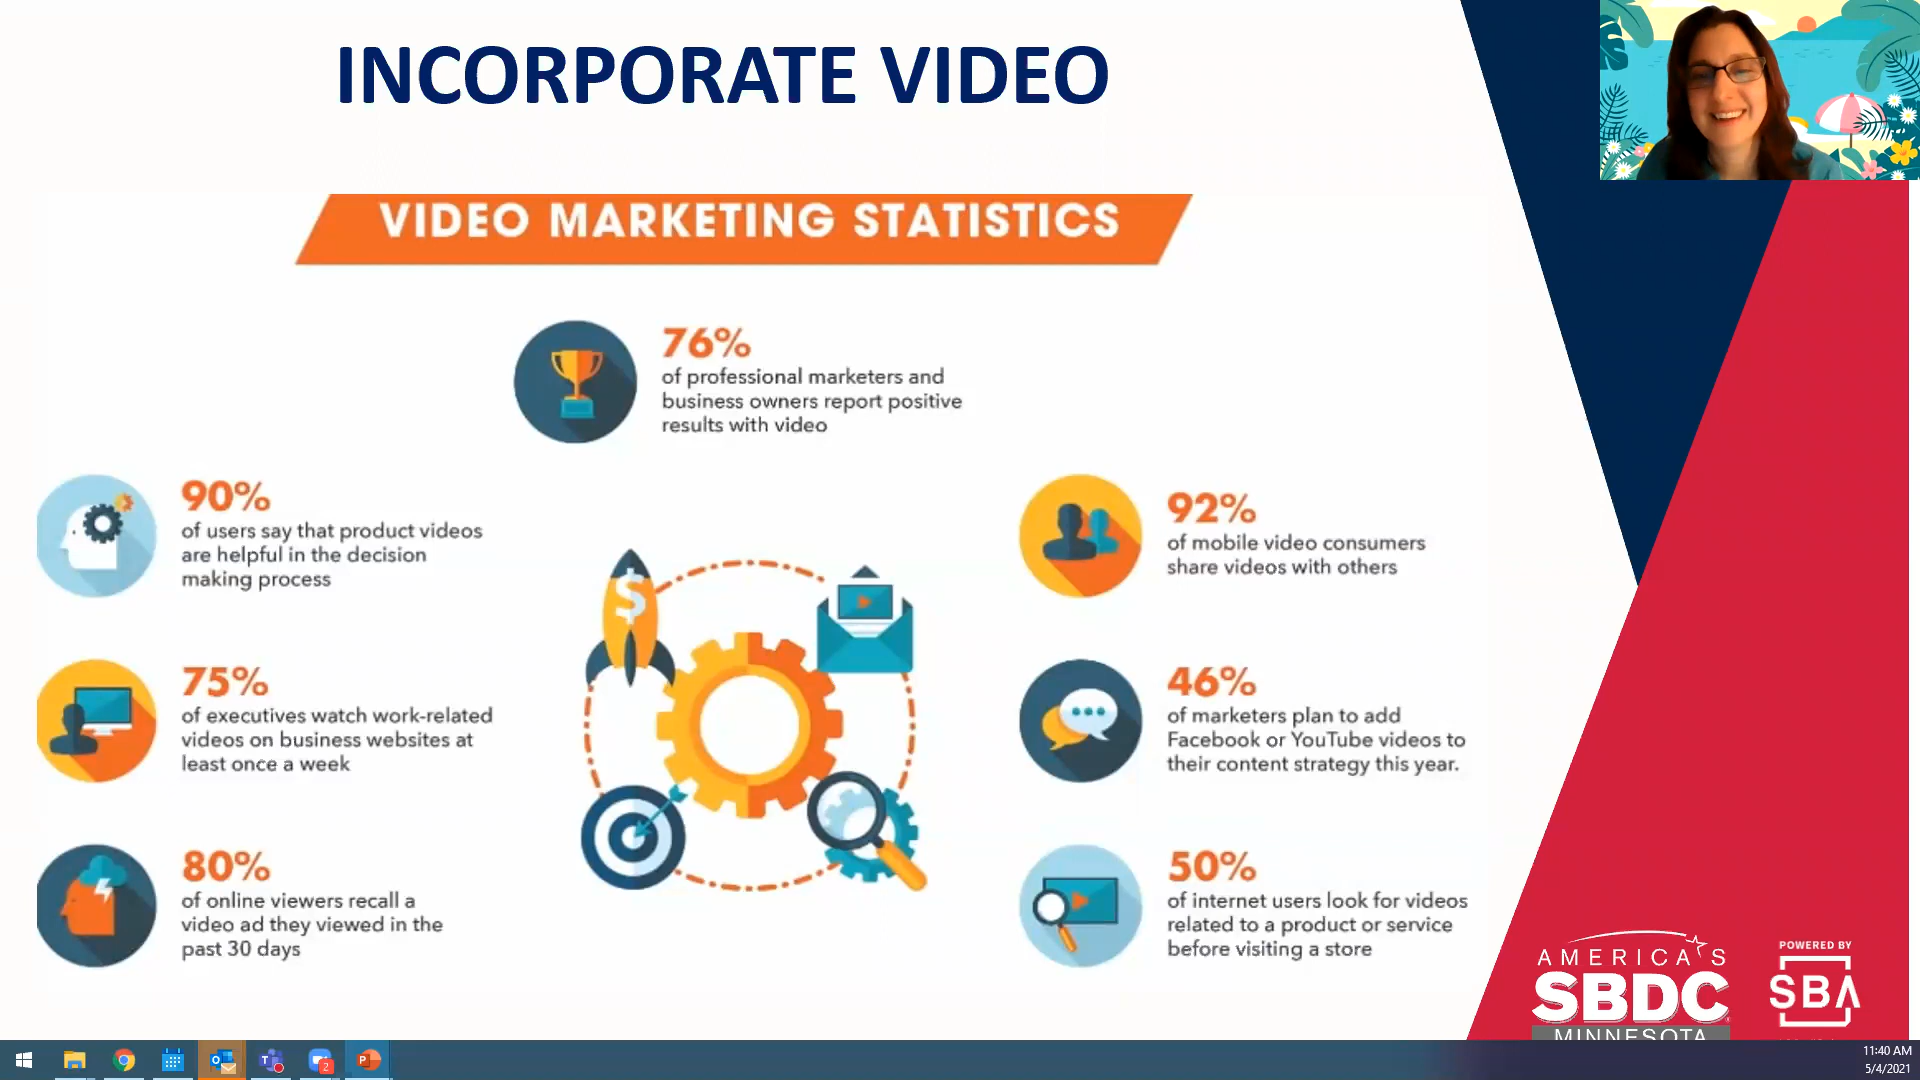 INCORPORATE VIDEO
VIDEO MARKETING STATISTICS
76%
of professional marketers and
business owners report positive
results with video
90%
of users say that product videos
are helpful in the decision
making process
75%
of executives watch work-related
videos on business websites at
least once a week
80%
of online viewers recall a
video ad they viewed in the
past 30 days
$
92%
of mobile video consumers
share videos with others
46%
of marketers plan to add
Facebook or YouTube videos to
their content strategy this year.
50%
of internet users look for videos
related to a product or service
before visiting a store
AMERICA'S
SBDC
MINNESOTA
POWERED BY
SBA
2
11:40 AM
5/4/2021